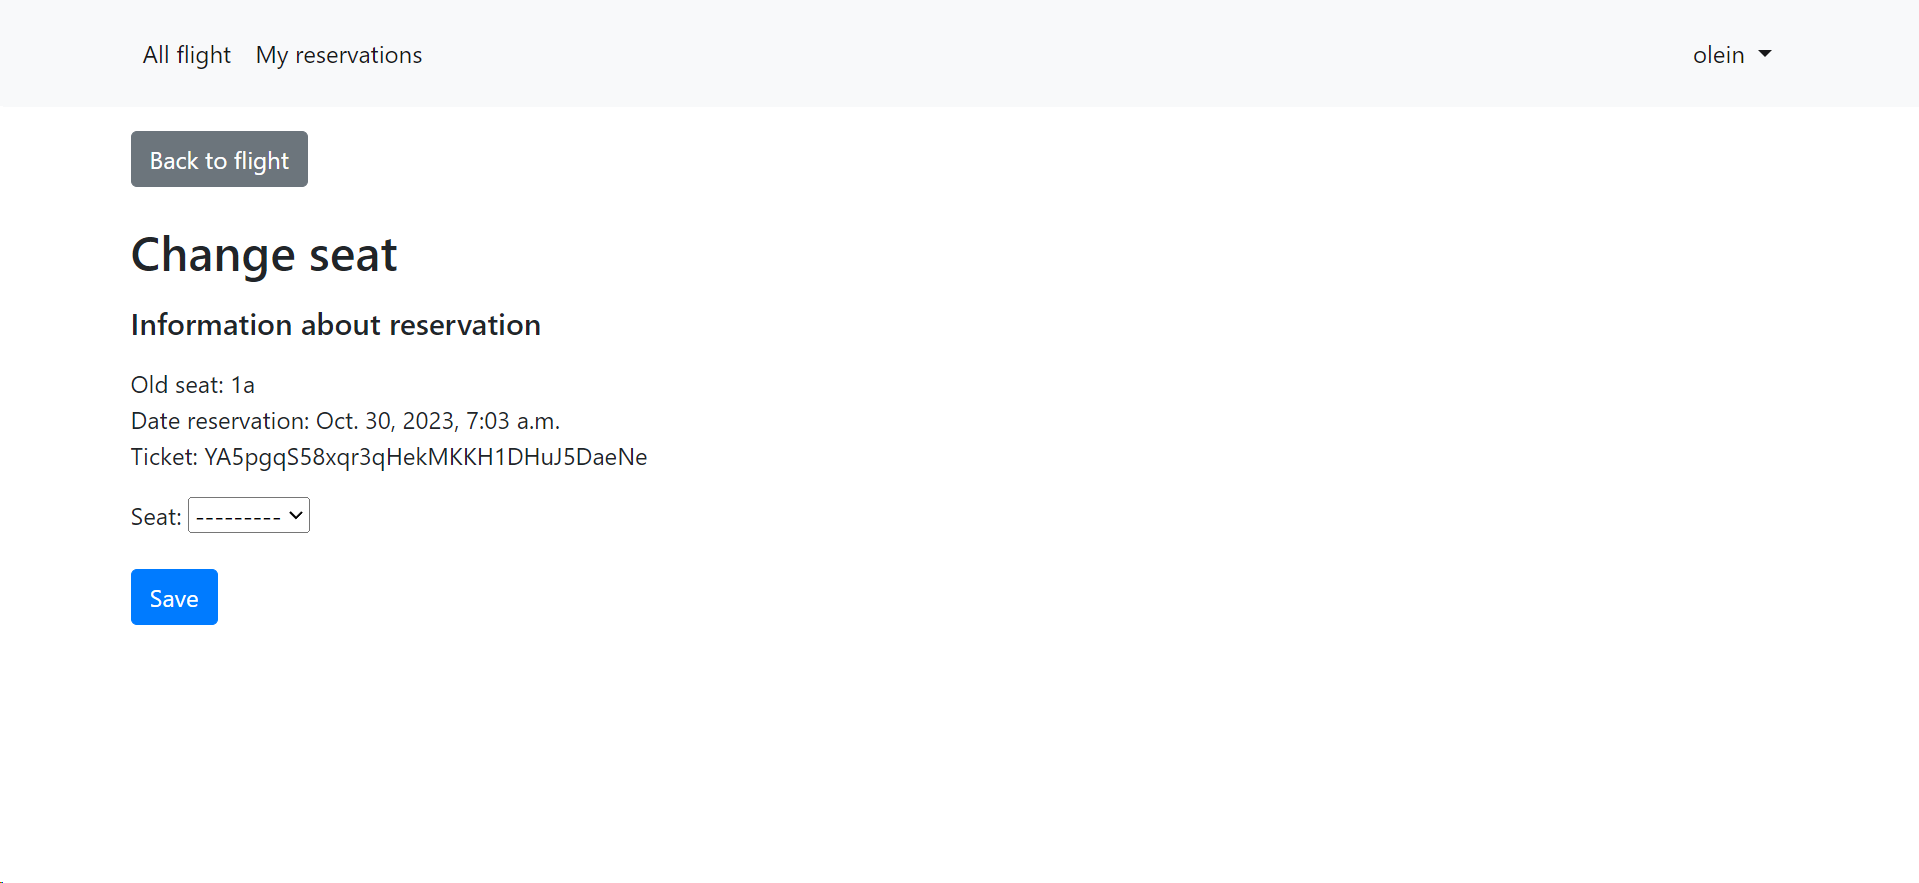 All flight My reservations olein
Back to flight
Change seat
Information about reservation
Old seat: 1a
Date reservation: Oct. 30, 2023, 7:03 a.m.
Ticket: YA5pgqS58xqr3qHekMKKH1DHuJ5DaeNe
Seat: ---------
Save